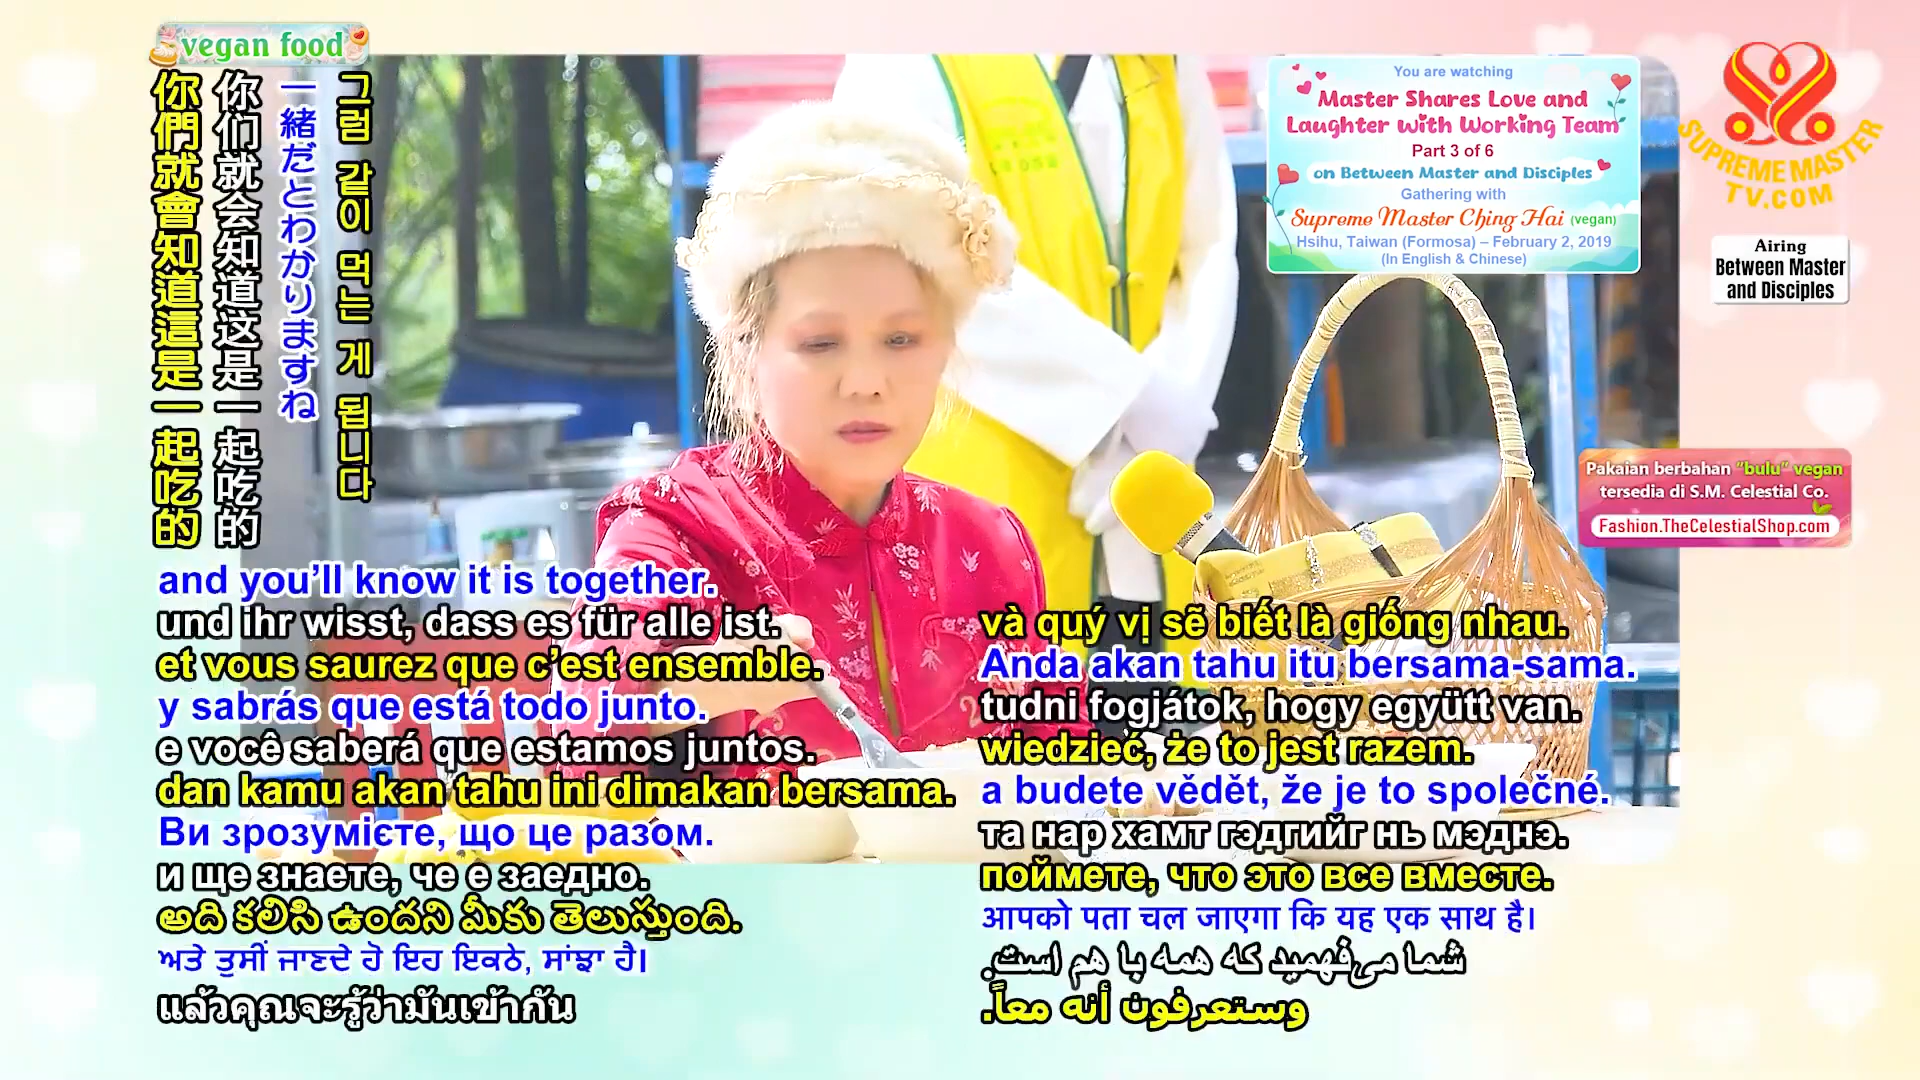 vegan food
你們就會知道這是一起吃的
你们就会知道这是一起吃的
一緒だとわかりますね
그럼 같이 먹는 게 됩니다
You are watching
Master Shares Love and
Laughter with Working Team
Part 3 of 6
on Between Master and Disciples
Gathering with
Supreme Master Ching Hai (vegan)
Hsihu, Taiwan (Formosa) – February 2, 2019
(In English & Chinese)
SUPREME MASTER
TV.COM
Airing
Between Master
and Disciples
Pakaian berbahan “bulu” vegan
tersedia di S.M. Celestial Co.
Fashion.TheCelestialShop.com
and you’ll know it is together.
und ihr wisst, dass es für alle ist.
et vous saurez que c’est ensemble.
y sabrás que está todo junto.
e você saberá que estamos juntos.
dan kamu akan tahu ini dimakan bersama.
Ви зрозумієте, що це разом.
и ще знаете, че е заедно.
అది కలిసి ఉందని మీకు తెలుస్తుంది.
ਅਤੇ ਤੁਸੀਂ ਜਾਣਦੇ ਹੋ ਇਹ ਇਕਠੇ, ਸਾਂਝਾ ਹੈ।
แล้วคุณจะรู้ว่ามันเข้ากัน
và quý vị sẽ biết là giống nhau.
Anda akan tahu itu bersama-sama.
tudni fogjátok, hogy együtt van.
wiedzieć, że to jest razem.
a budete vědět, že je to společné.
та нар хамт гэдгийг нь мэднэ.
поймете, что это все вместе.
आपको पता चल जाएगा कि यह एक साथ है।
شما می‌فهمید که همه با هم است.
وستعرفون أنه معاً.